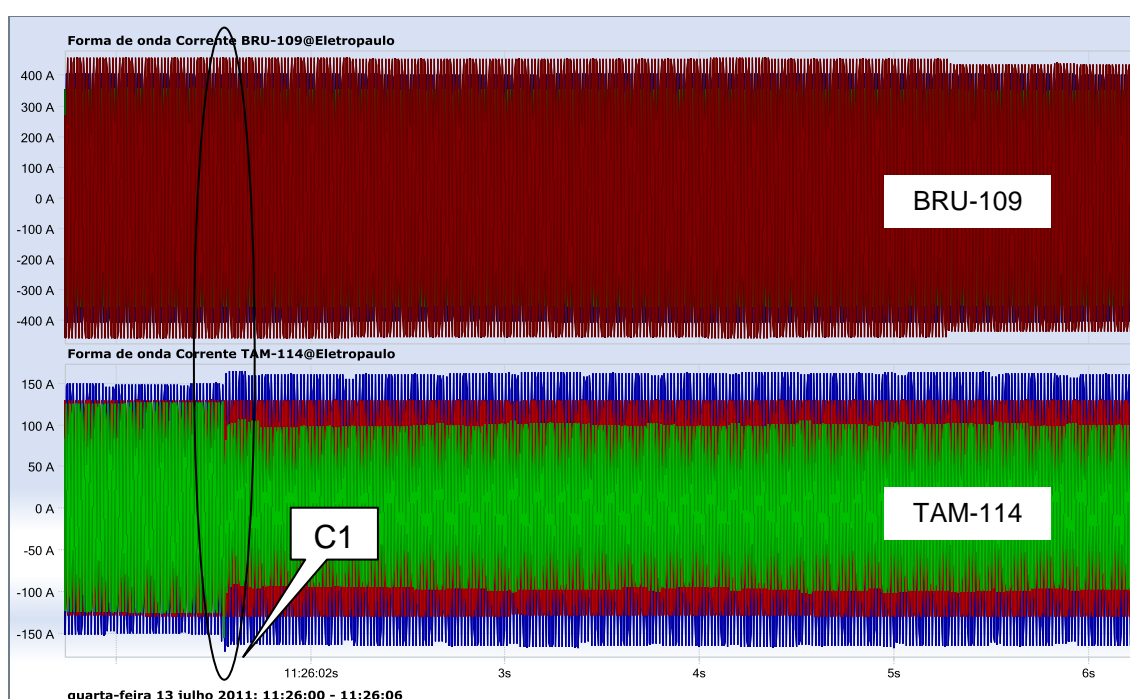 Forma de onda Corrente BRU-109@Eletropaulo
400 A
300 A
200 A
100 A
0 A
-100 A
-200 A
-300 A
-400 A
BRU-109
Forma de onda Corrente TAM-114@Eletropaulo
150 A
100 A
50 A
0 A
-50 A
-100 A
-150 A
TAM-114
C1
11:26:02s 3s 4s 5s 6s
quarta-feira 13 julho 2011: 11:26:00 - 11:26:06